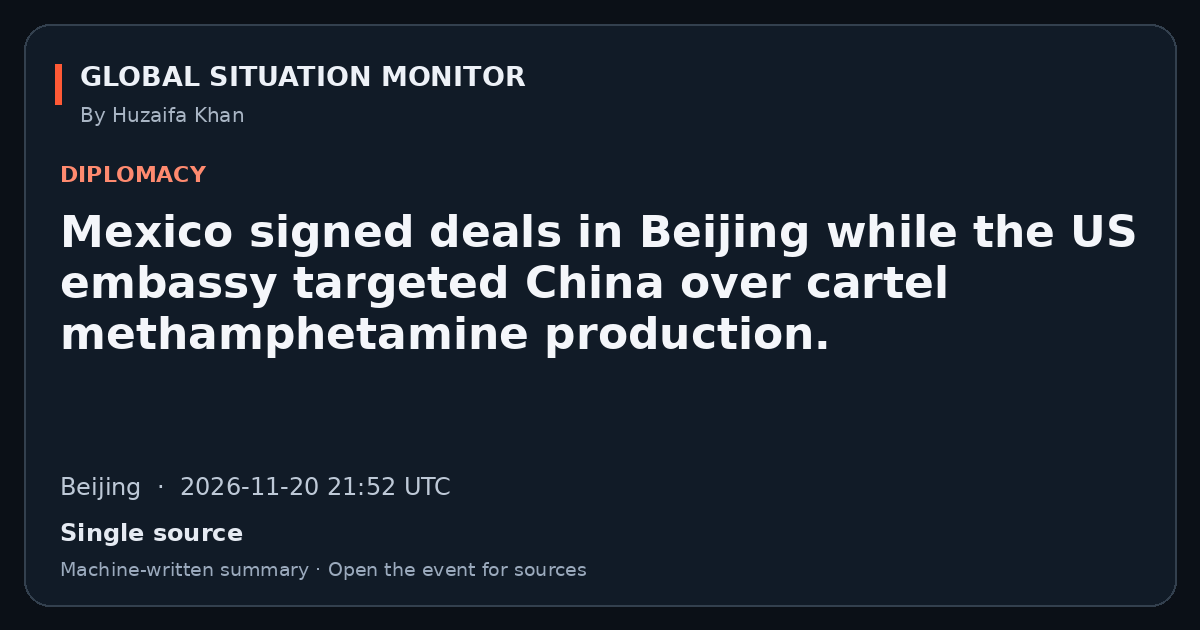 GLOBAL SITUATION MONITOR
By Huzaifa Khan
DIPLOMACY
Mexico signed deals in Beijing while the US
embassy targeted China over cartel
methamphetamine production.
Beijing · 2026-11-20 21:52 UTC
Single source
Machine-written summary · Open the event for sources